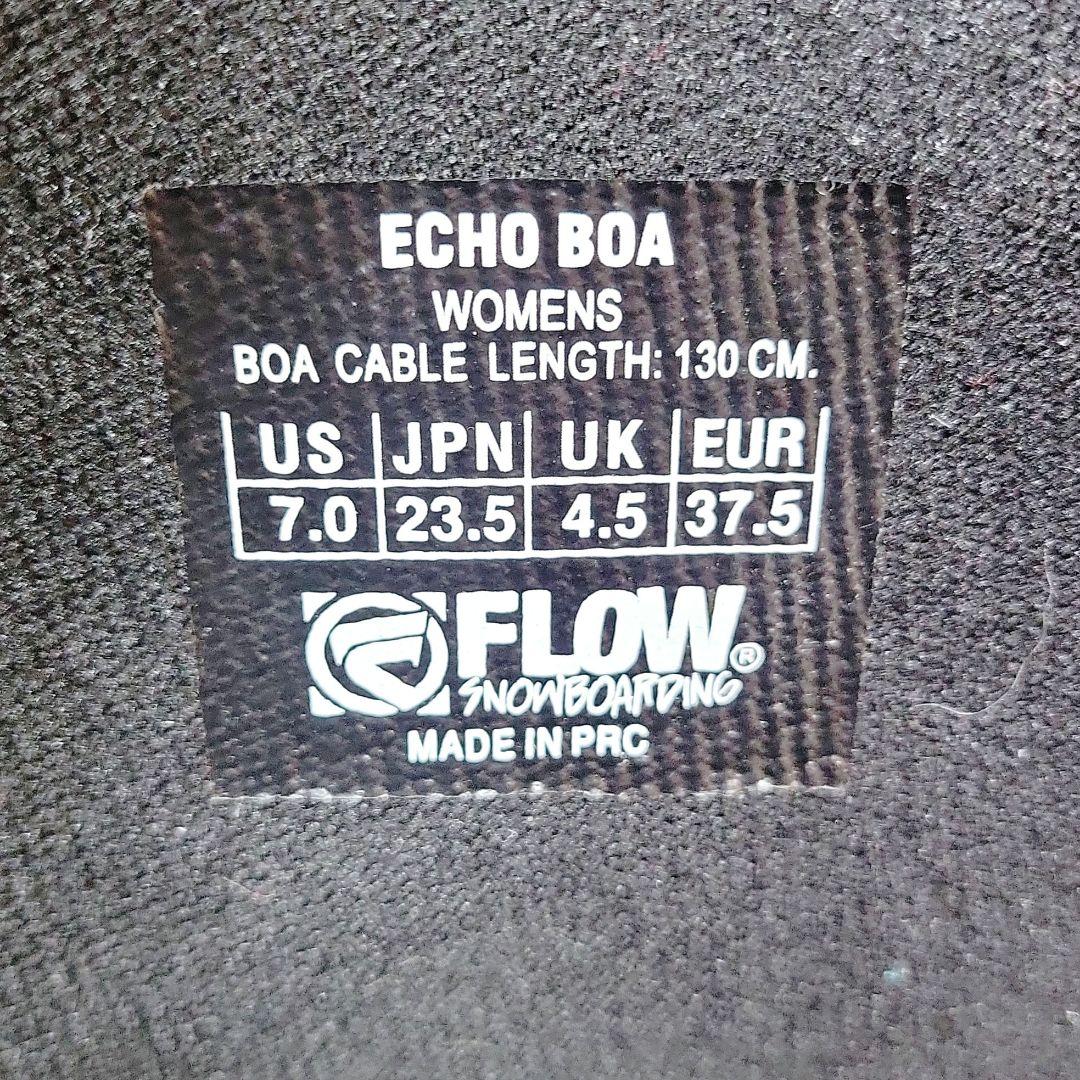 ECHO BOA
WOMENS
BOA CABLE LENGTH: 130 CM.
US JPN UK EUR
7.0 23.5 4.5 37.5
FLOW®
SNOWBOARDING
MADE IN PRC